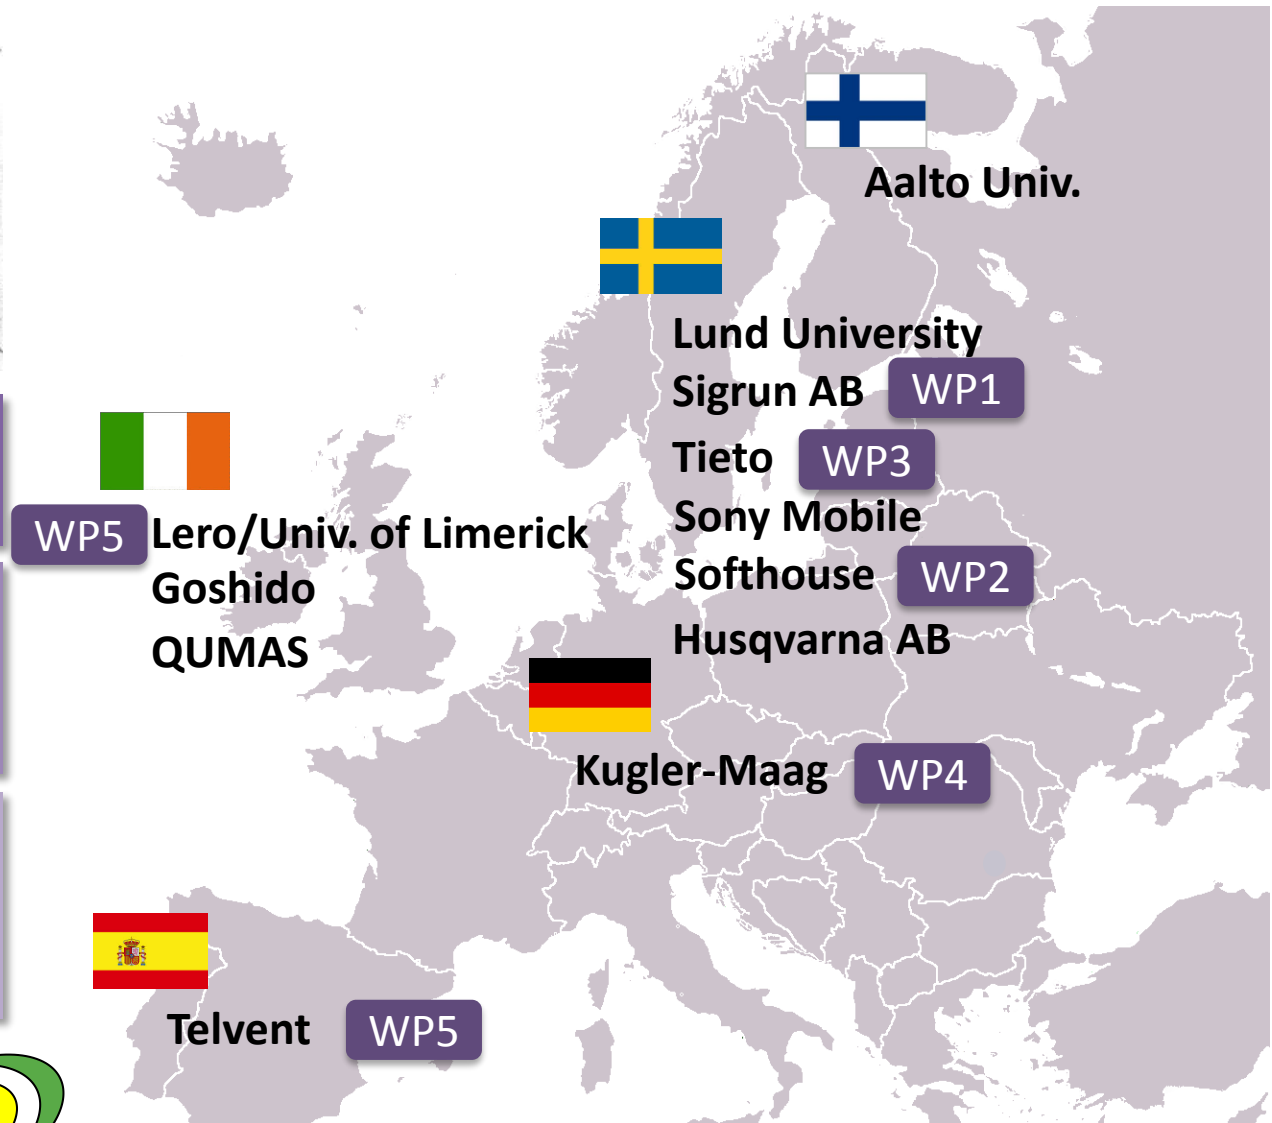 Aalto Univ.
Lund University
Sigrun AB WP1
Tieto WP3
Sony Mobile
Softhouse WP2
Husqvarna AB
WP5 Lero/Univ. of Limerick
Goshido
QUMAS
Kugler-Maag WP4
Telvent WP5